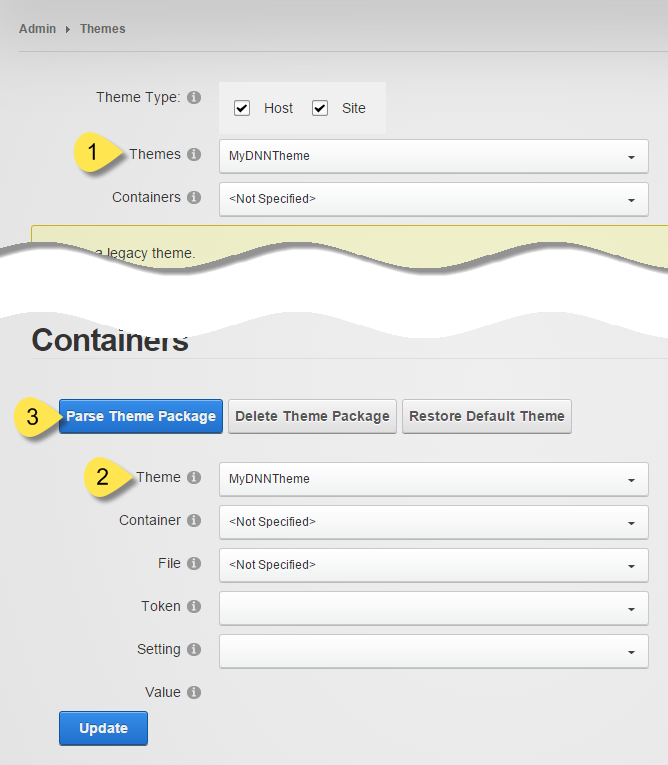 Admin Themes
Theme Type: Host Site
1 Themes MyDNNTheme
Containers <Not Specified>
a legacy theme.
Containers
3 Parse Theme Package Delete Theme Package Restore Default Theme
2 Theme MyDNNTheme
Container <Not Specified>
File <Not Specified>
Token
Setting
Value
Update